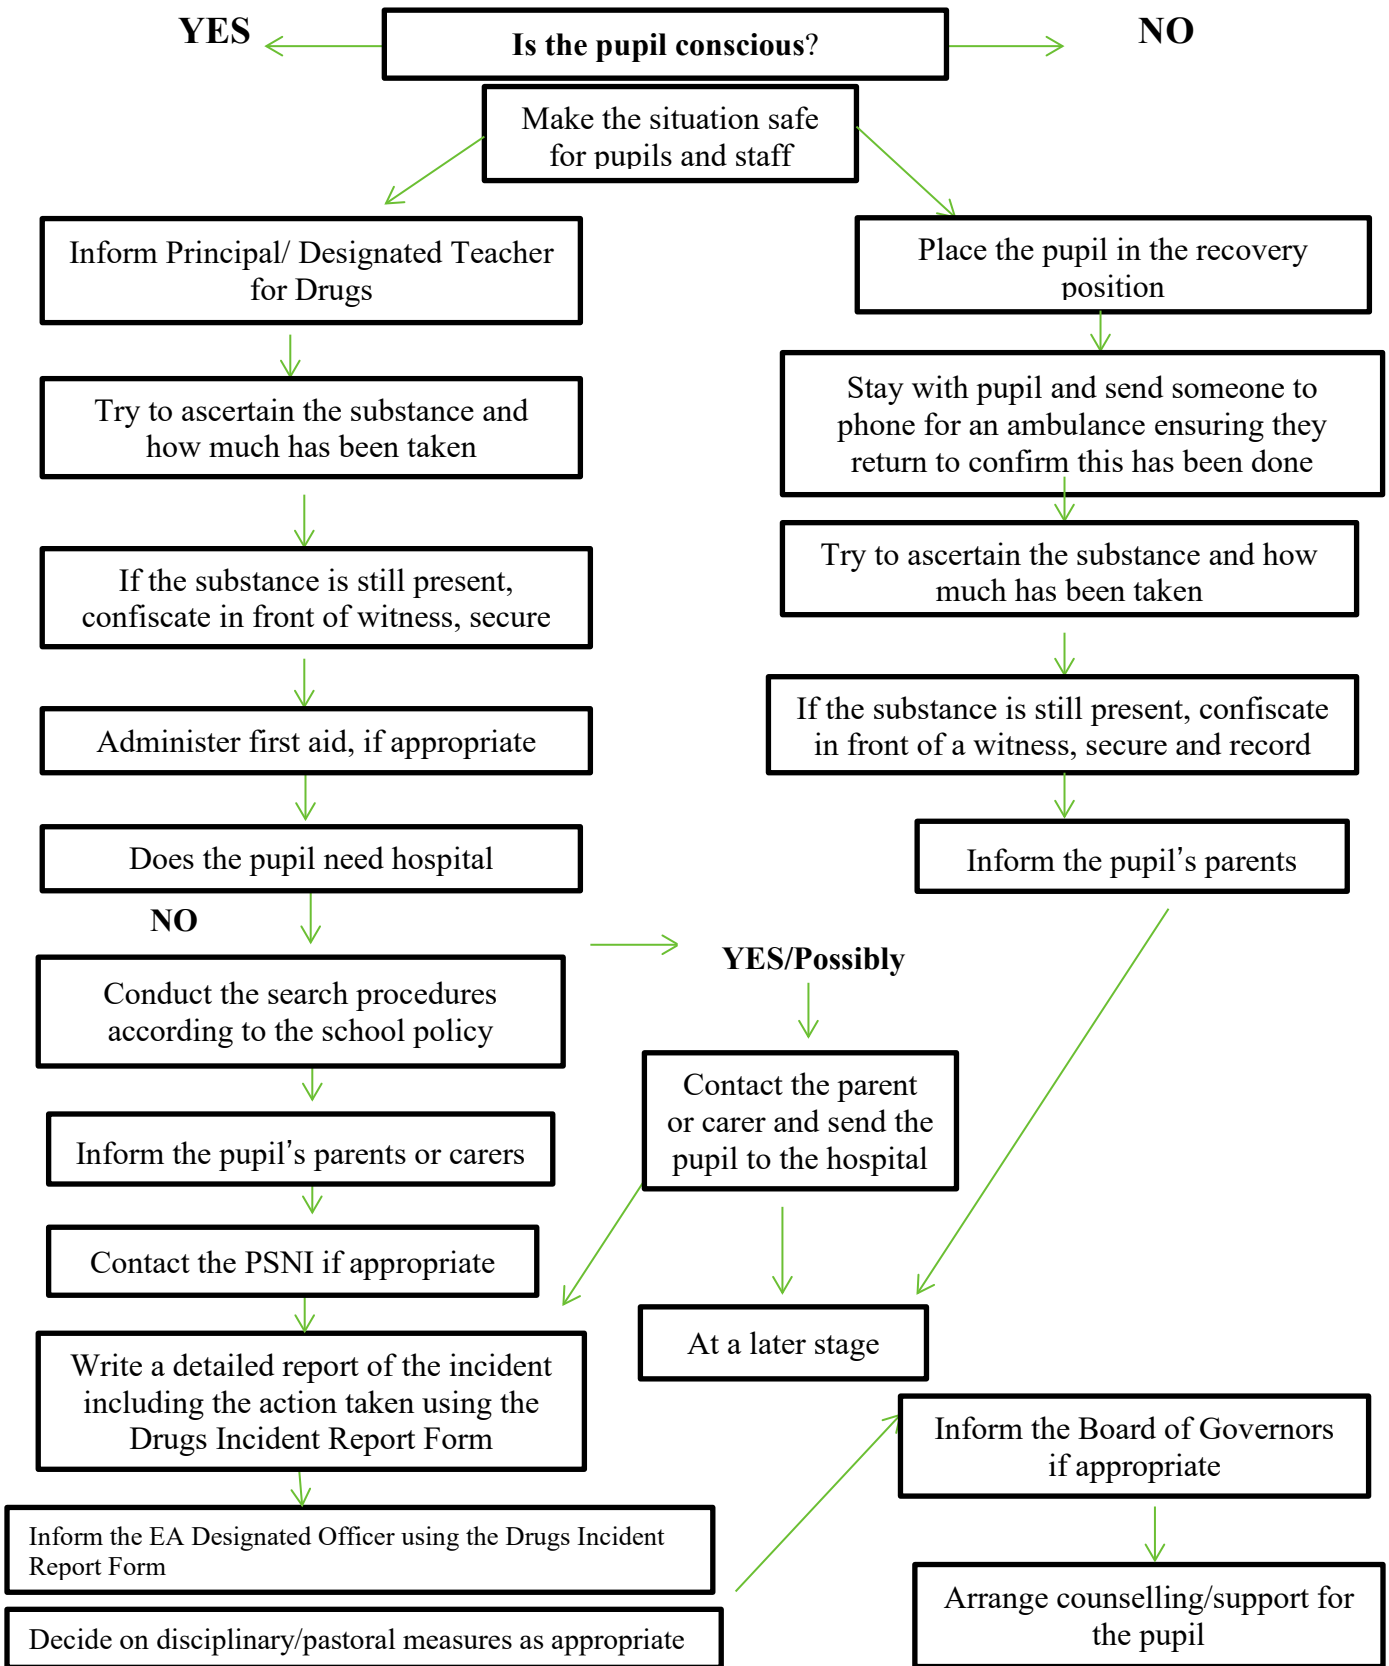 YES
Is the pupil conscious?
NO
Make the situation safe
for pupils and staff
Inform Principal/ Designated Teacher
for Drugs
Place the pupil in the recovery
position
Try to ascertain the substance and
how much has been taken
Stay with pupil and send someone to
phone for an ambulance ensuring they
return to confirm this has been done
If the substance is still present,
confiscate in front of witness, secure
Try to ascertain the substance and how
much has been taken
Administer first aid, if appropriate
If the substance is still present, confiscate
in front of a witness, secure and record
Does the pupil need hospital
Inform the pupil’s parents
NO
YES/Possibly
Conduct the search procedures
according to the school policy
Contact the parent
or carer and send the
pupil to the hospital
Inform the pupil’s parents or carers
Contact the PSNI if appropriate
At a later stage
Write a detailed report of the incident
including the action taken using the
Drugs Incident Report Form
Inform the Board of Governors
if appropriate
Inform the EA Designated Officer using the Drugs Incident
Report Form
Arrange counselling/support for
the pupil
Decide on disciplinary/pastoral measures as appropriate